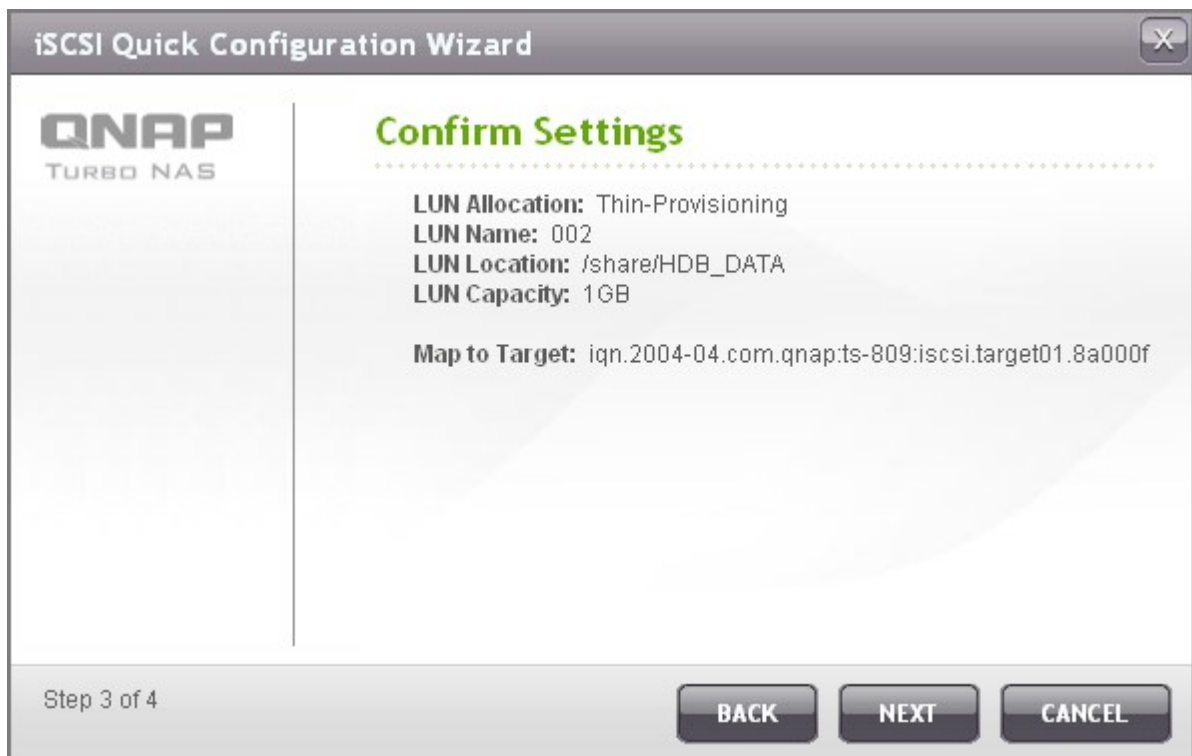 iSCSI Quick Configuration Wizard
X
QNAP
TURBO NAS
Confirm Settings
LUN Allocation: Thin-Provisioning
LUN Name: 002
LUN Location: /share/HDB_DATA
LUN Capacity: 1GB
Map to Target: iqn.2004-04.com.qnap:ts-809:iscsi.target01.8a000f
Step 3 of 4
BACK
NEXT
CANCEL